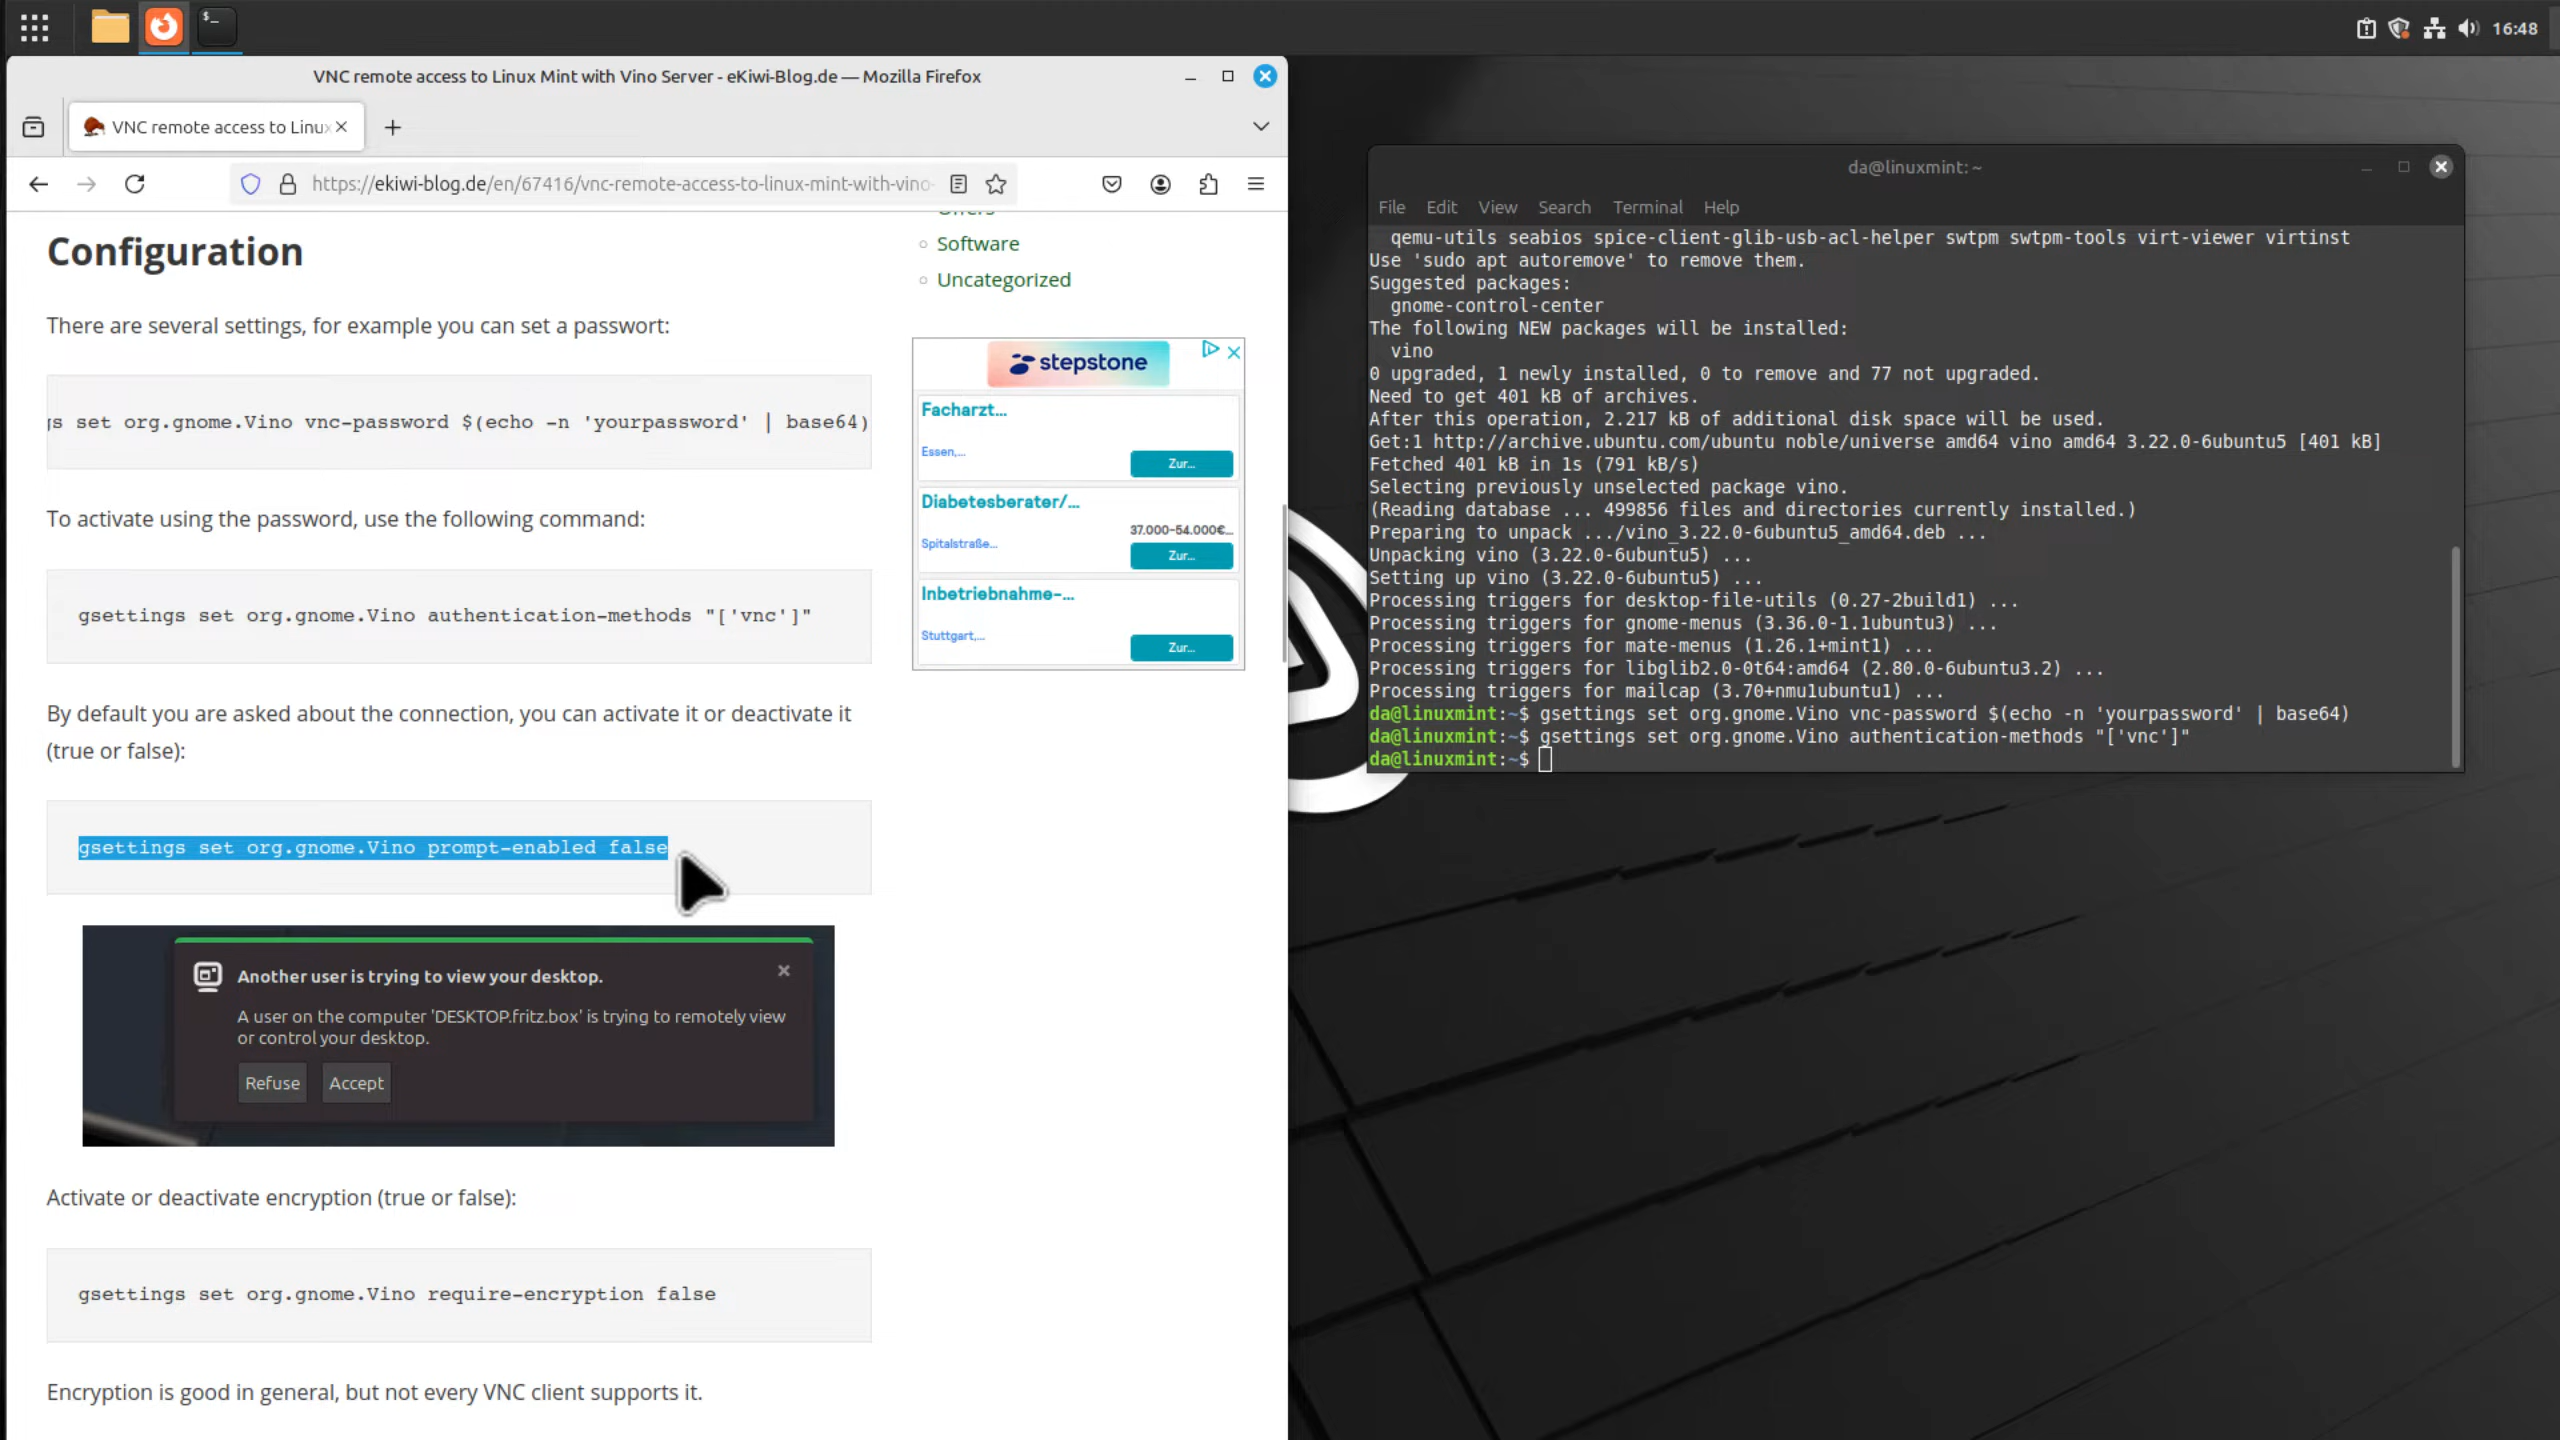 $_
16:48
VNC remote access to Linux Mint with Vino Server - eKiwi-Blog.de — Mozilla Firefox
VNC remote access to Linux
https://ekiwi-blog.de/en/67416/vnc-remote-access-to-linux-mint-with-vino-
Configuration
There are several settings, for example you can set a passwort:
gs set org.gnome.Vino vnc-password $(echo -n 'yourpassword' | base64)
To activate using the password, use the following command:
gsettings set org.gnome.Vino authentication-methods "['vnc']"
By default you are asked about the connection, you can activate it or deactivate it
(true or false):
gsettings set org.gnome.Vino prompt-enabled false
Another user is trying to view your desktop.
A user on the computer 'DESKTOP.fritz.box' is trying to remotely view
or control your desktop.
Refuse Accept
Activate or deactivate encryption (true or false):
gsettings set org.gnome.Vino require-encryption false
Encryption is good in general, but not every VNC client supports it.
Offers
Software
Uncategorized
stepstone
Facharzt...
Essen,...
Zur...
Diabetesberater/...
37.000-54.000€...
Spitalstraße...
Zur...
Inbetriebnahme-...
Stuttgart,...
Zur...
da@linuxmint: ~
File Edit View Search Terminal Help
qemu-utils seabios spice-client-glib-usb-acl-helper swtpm swtpm-tools virt-viewer virtinst
Use 'sudo apt autoremove' to remove them.
Suggested packages:
gnome-control-center
The following NEW packages will be installed:
vino
0 upgraded, 1 newly installed, 0 to remove and 77 not upgraded.
Need to get 401 kB of archives.
After this operation, 2.217 kB of additional disk space will be used.
Get:1 http://archive.ubuntu.com/ubuntu noble/universe amd64 vino amd64 3.22.0-6ubuntu5 [401 kB]
Fetched 401 kB in 1s (791 kB/s)
Selecting previously unselected package vino.
(Reading database ... 499856 files and directories currently installed.)
Preparing to unpack .../vino_3.22.0-6ubuntu5_amd64.deb ...
Unpacking vino (3.22.0-6ubuntu5) ...
Setting up vino (3.22.0-6ubuntu5) ...
Processing triggers for desktop-file-utils (0.27-2build1) ...
Processing triggers for gnome-menus (3.36.0-1.1ubuntu3) ...
Processing triggers for mate-menus (1.26.1+mint1) ...
Processing triggers for libglib2.0-0t64:amd64 (2.80.0-6ubuntu3.2) ...
Processing triggers for mailcap (3.70+nmu1ubuntu1) ...
da@linuxmint:~$ gsettings set org.gnome.Vino vnc-password $(echo -n 'yourpassword' | base64)
da@linuxmint:~$ gsettings set org.gnome.Vino authentication-methods "['vnc']"
da@linuxmint:~$